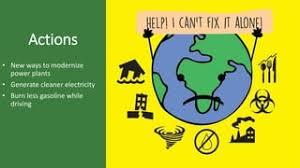 Actions
• New ways to modernize
power plants
• Generate cleaner electricity
• Burn less gasoline while
driving
HELP! I CAN'T FIX IT ALONE!